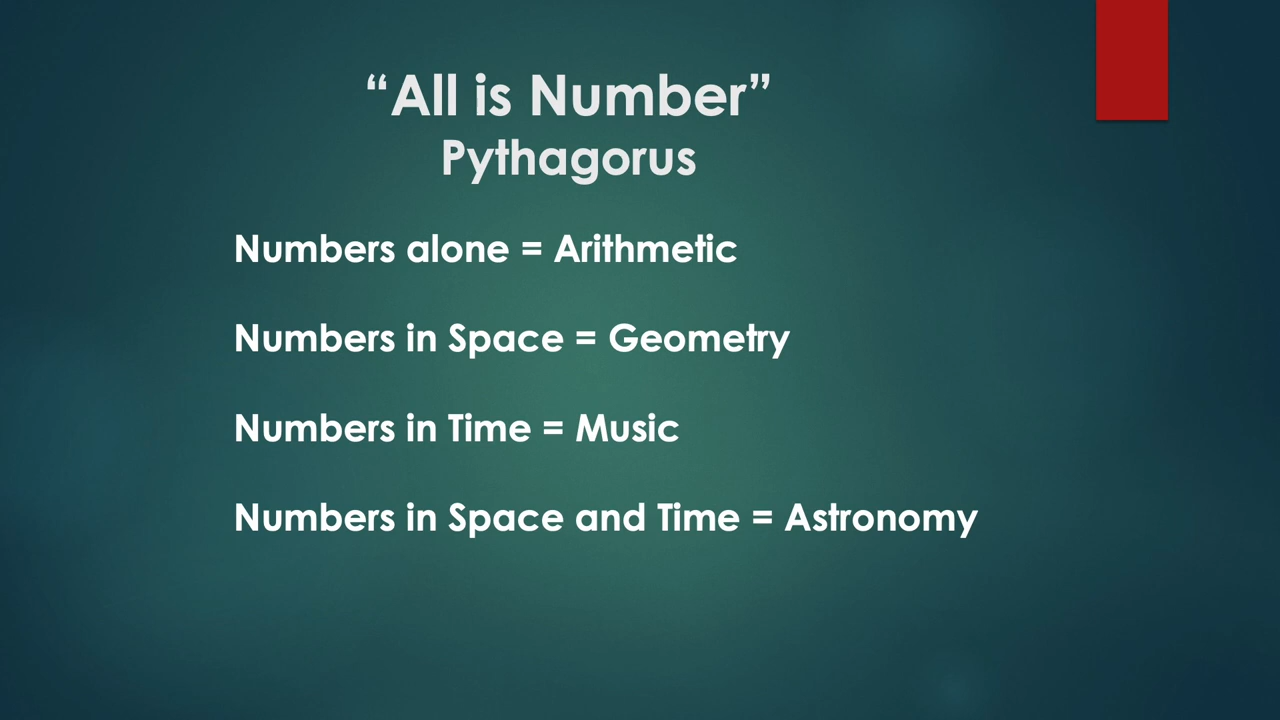 “All is Number”
Pythagorus
Numbers alone = Arithmetic
Numbers in Space = Geometry
Numbers in Time = Music
Numbers in Space and Time = Astronomy